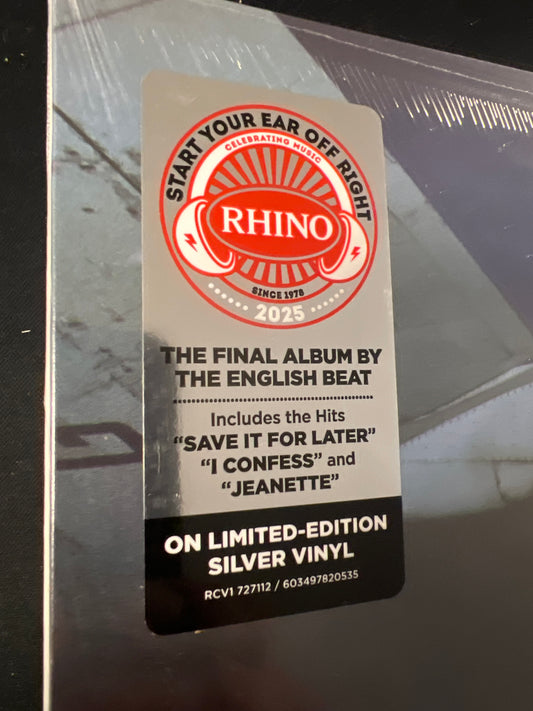 START YOUR EAR OFF RIGHT
CELEBRATING MUSIC
RHINO
SINCE 1978
2025
THE FINAL ALBUM BY
THE ENGLISH BEAT
Includes the Hits
“SAVE IT FOR LATER”
“I CONFESS” and
“JEANETTE”
ON LIMITED-EDITION
SILVER VINYL
RCV1 727112 / 603497820535